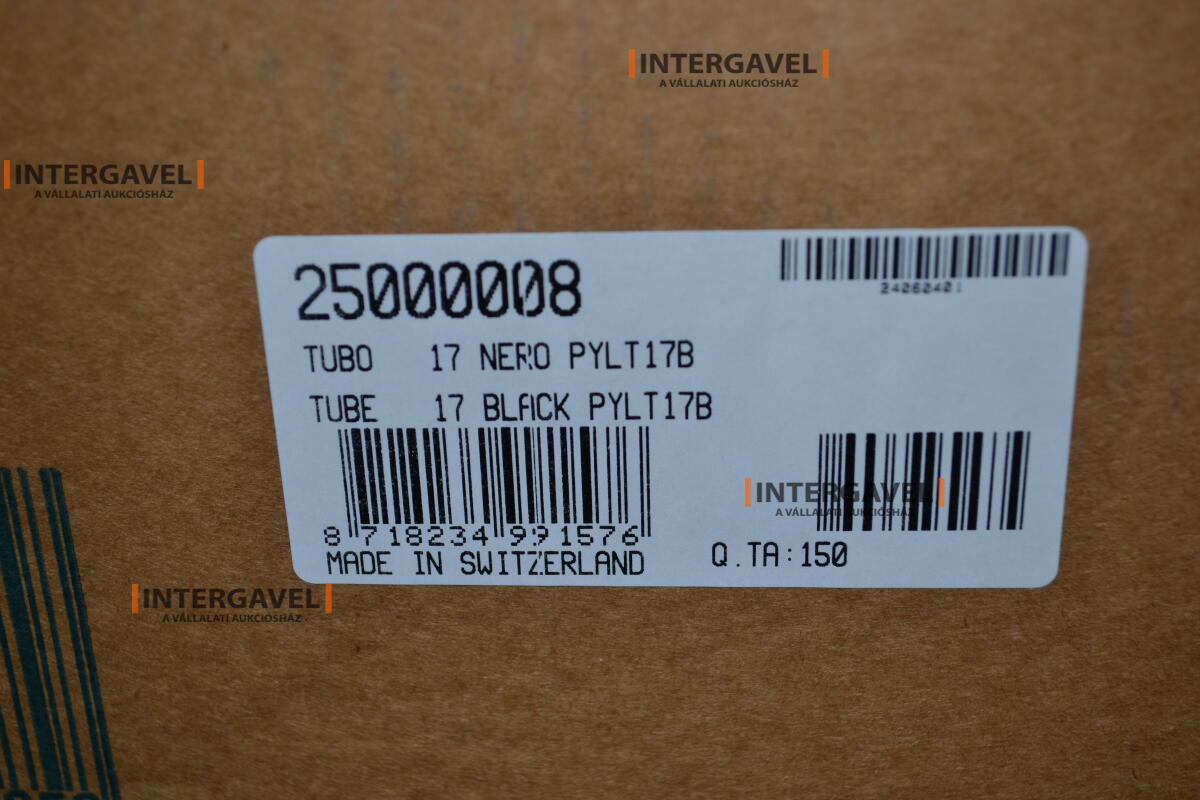 INTERGAVEL
A VÁLLALATI AUKCIÓSHÁZ
INTERGAVEL
A VÁLLALATI AUKCIÓSHÁZ
25000008
24060401
TUBO 17 NERO PYLT17B
TUBE 17 BLACK PYLT17B
INTERGAVEL
A VÁLLALATI AUKCIÓSHÁZ
8 718234 991576
MADE IN SWITZERLAND
Q.TA:150
INTERGAVEL
A VÁLLALATI AUKCIÓSHÁZ